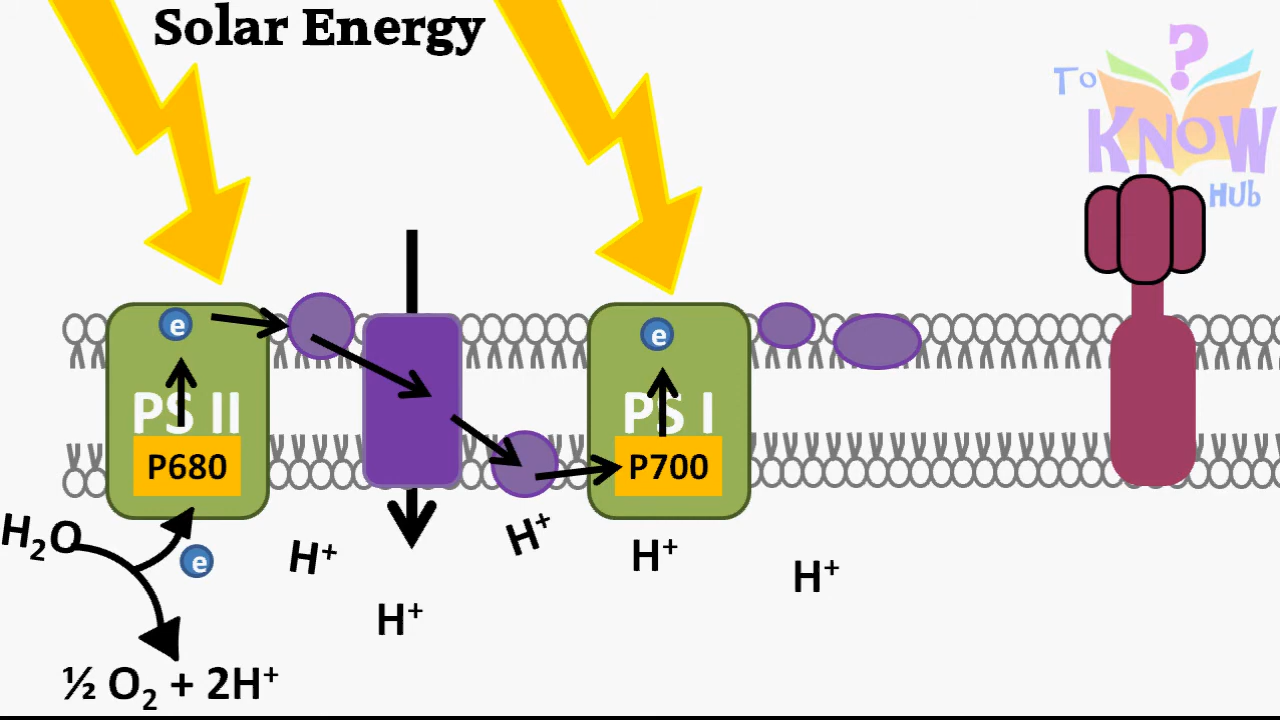 Solar Energy
?
To
KNOW
Hub
e
e
PS II
PS I
P680
P700
H₂O
e
H⁺
H⁺
H⁺
H⁺
H⁺
½ O₂ + 2H⁺